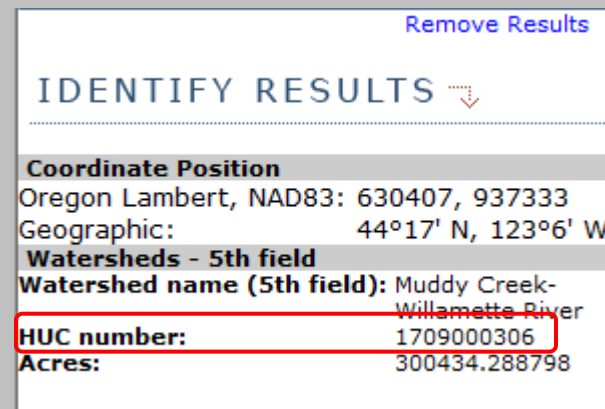 Remove Results
IDENTIFY RESULTS
Coordinate Position
Oregon Lambert, NAD83: 630407, 937333
Geographic: 44°17' N, 123°6' W
Watersheds - 5th field
Watershed name (5th field): Muddy Creek-
Willamette River
HUC number: 1709000306
Acres: 300434.288798